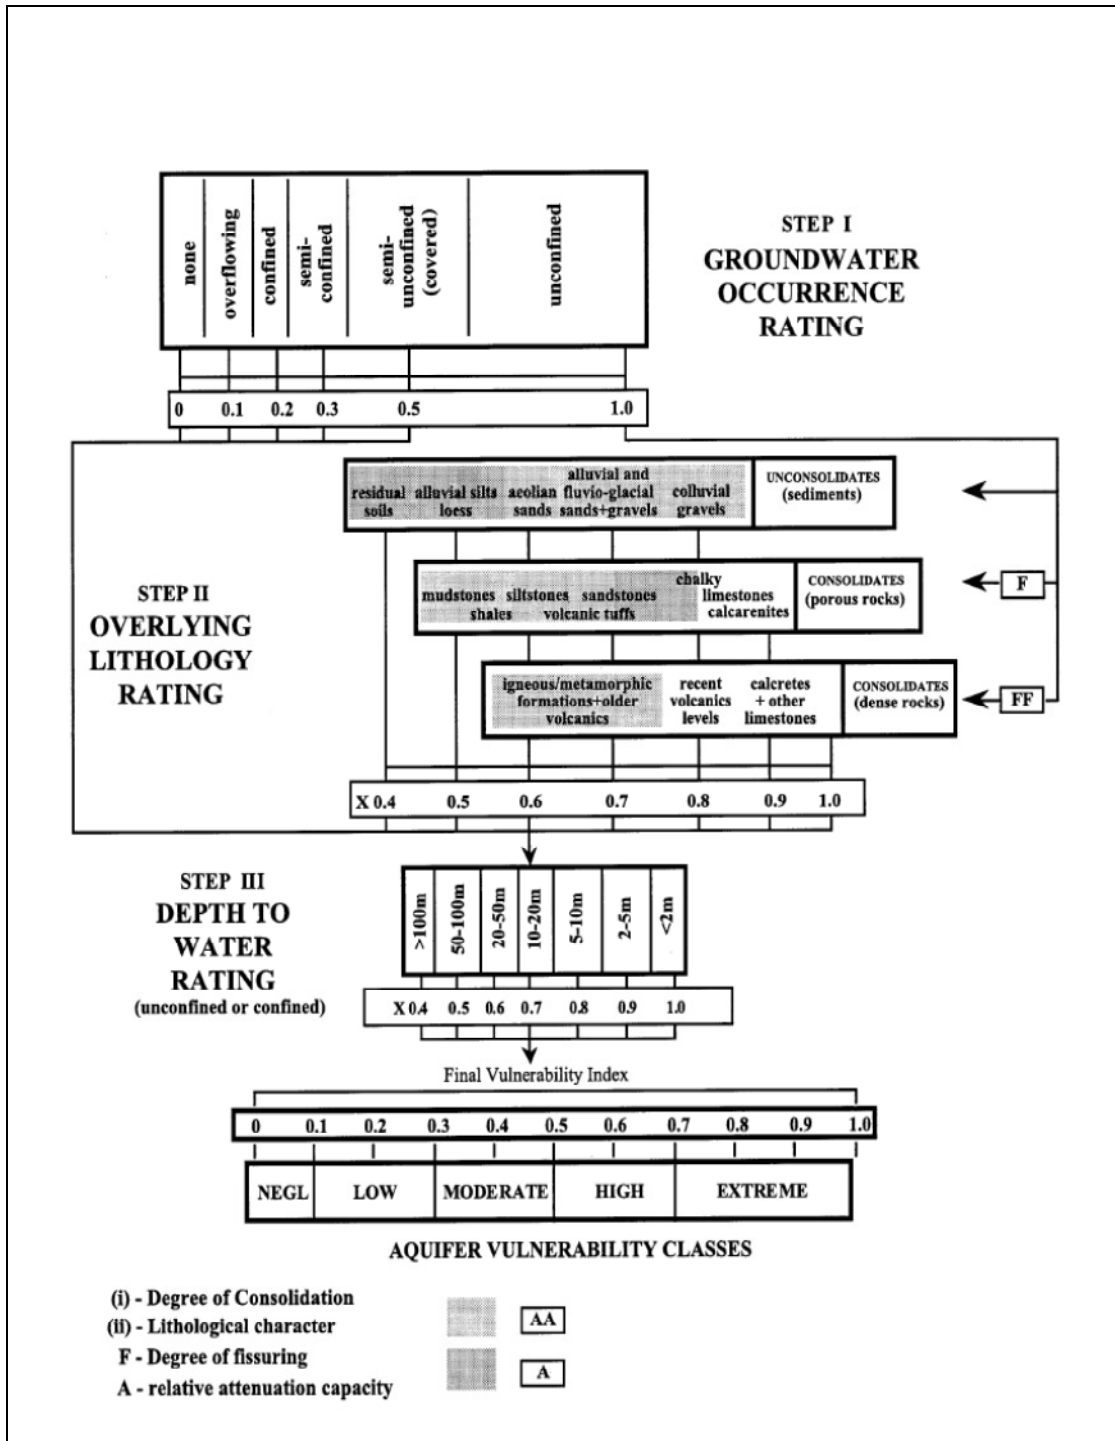 none
overflowing
confined
semi-
confined
semi-
unconfined
(covered)
unconfined
STEP I
GROUNDWATER
OCCURRENCE
RATING
0 0.1 0.2 0.3 0.5 1.0
residual
soils
alluvial silts
loess
aeolian
sands
alluvial and
fluvio-glacial
sands+gravels
colluvial
gravels
UNCONSOLIDATES
(sediments)
STEP II
OVERLYING
LITHOLOGY
RATING
mudstones siltstones sandstones
shales volcanic tuffs
chalky
limestones
calcarenites
CONSOLIDATES
(porous rocks)
F
igneous/metamorphic
formations+older
volcanics
recent
volcanics
levels
calcretes
+ other
limestones
CONSOLIDATES
(dense rocks)
FF
X 0.4 0.5 0.6 0.7 0.8 0.9 1.0
STEP III
DEPTH TO
WATER
RATING
(unconfined or confined)
>100m
50-100m
20-50m
10-20m
5-10m
2-5m
<2m
X 0.4 0.5 0.6 0.7 0.8 0.9 1.0
Final Vulnerability Index
0 0.1 0.2 0.3 0.4 0.5 0.6 0.7 0.8 0.9 1.0
NEGL LOW MODERATE HIGH EXTREME
AQUIFER VULNERABILITY CLASSES
(i) - Degree of Consolidation
(ii) - Lithological character
F - Degree of fissuring
A - relative attenuation capacity
AA
A